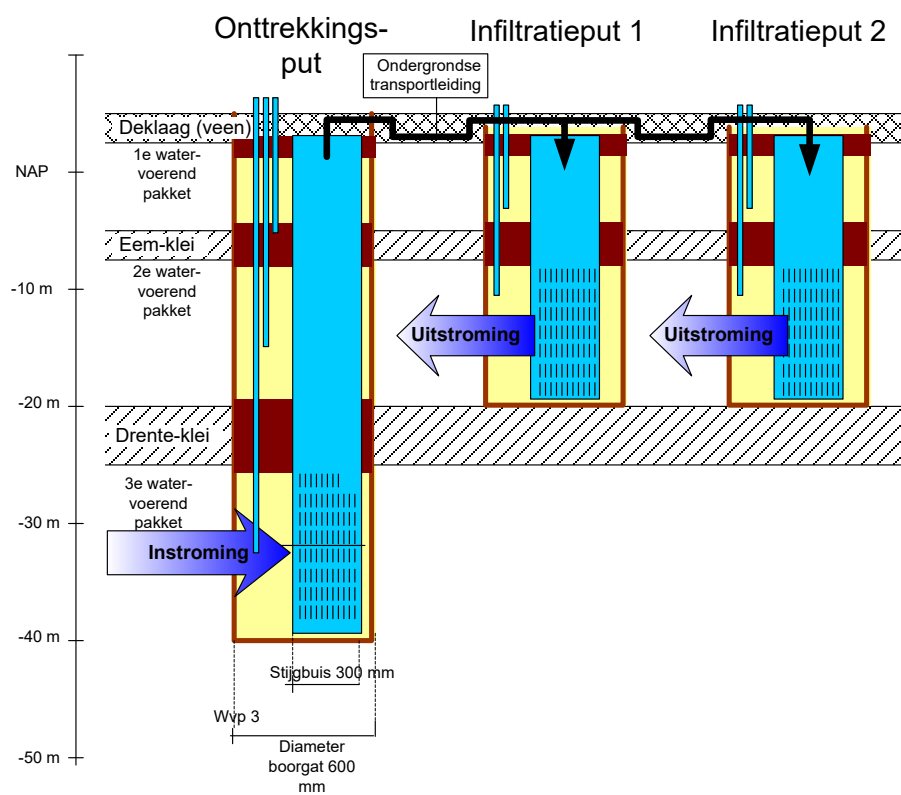 Onttrekkings-
put
Infiltratieput 1
Infiltratieput 2
Ondergrondse
transportleiding
Deklaag (veen)
1e water-
voerend
pakket
NAP
Eem-klei
2e water-
voerend
pakket
-10 m
Uitstroming
Uitstroming
-20 m
Drente-klei
3e water-
voerend
pakket
-30 m
Instroming
-40 m
Stijgbuis 300 mm
Wvp 3
Diameter
boorgat 600
mm
-50 m